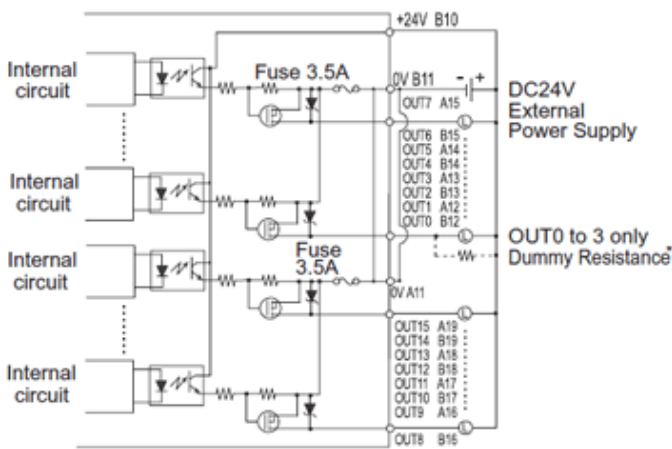 +24V B10
Internal
circuit
Fuse 3.5A
0V B11
- +
DC24V
External
Power Supply
OUT7 A15
L
OUT6 B15
OUT5 A14
OUT4 B14
OUT3 A13
OUT2 B13
OUT1 A12
OUT0 B12
Internal
circuit
L
OUT0 to 3 only
Dummy Resistance*
Internal
circuit
Fuse
3.5A
0V A11
L
OUT15 A19
OUT14 B19
OUT13 A18
OUT12 B18
OUT11 A17
OUT10 B17
OUT9 A16
Internal
circuit
L
OUT8 B16